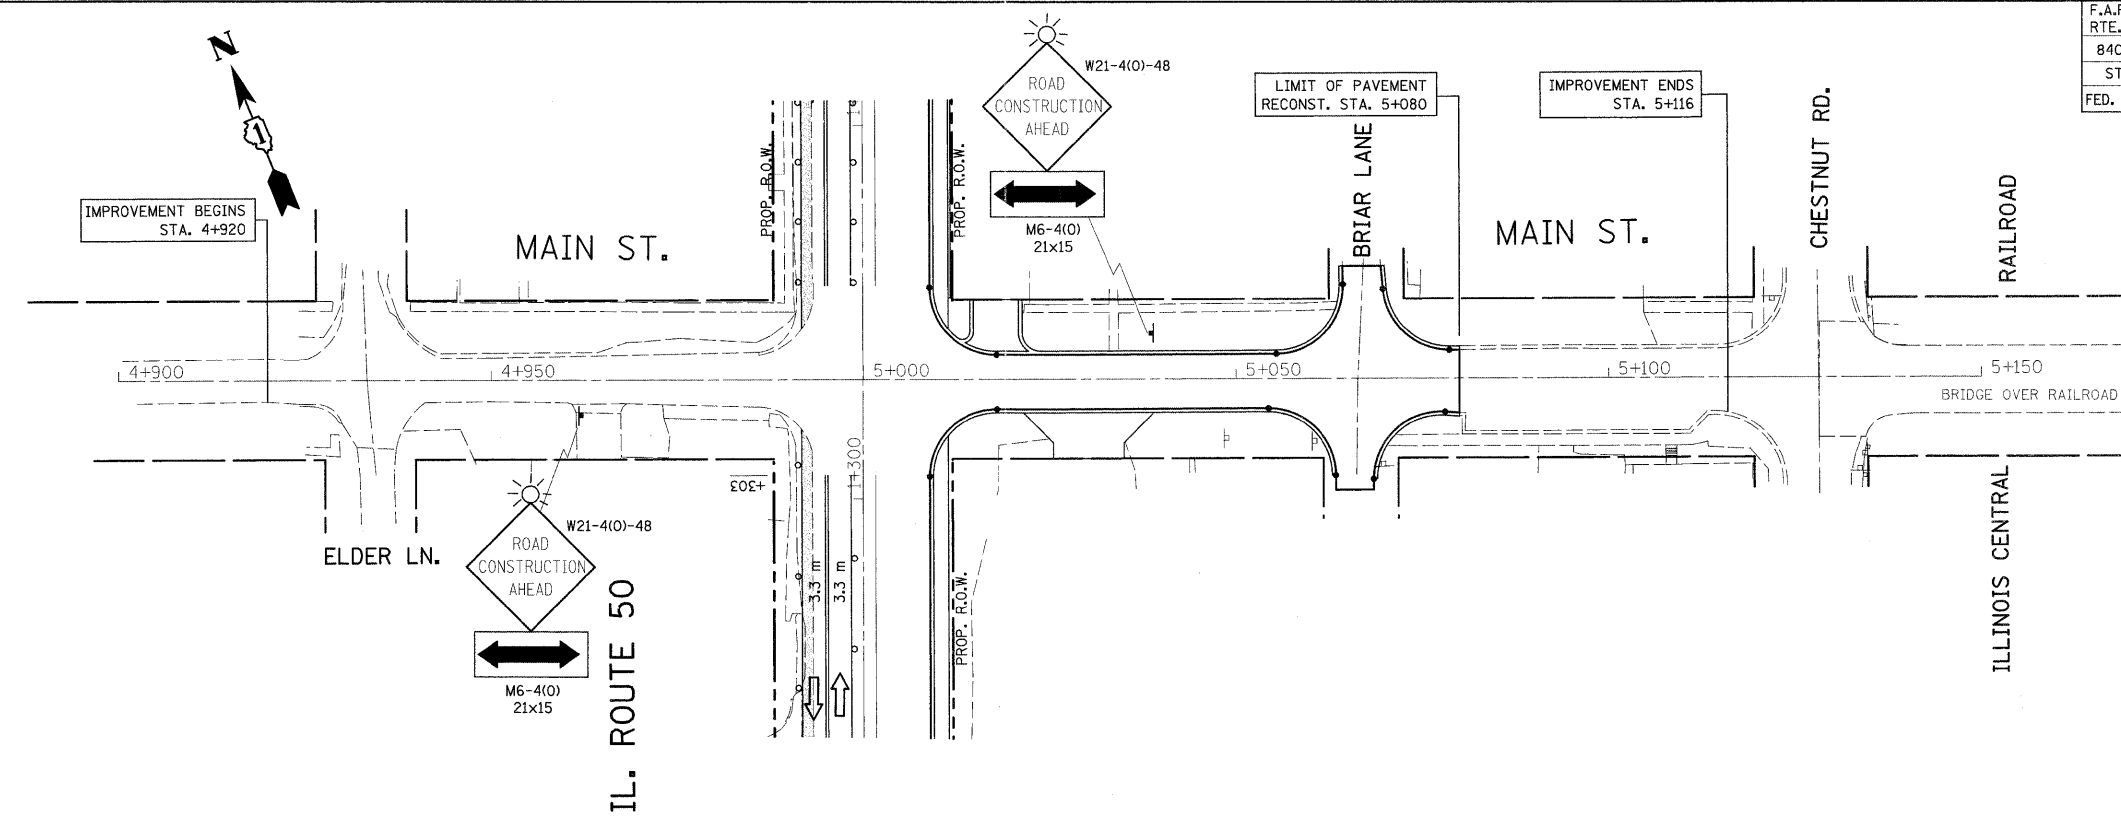 F.A.P
RTE.
840
ST
FED.
N
1
W21-4(O)-48
ROAD
CONSTRUCTION
AHEAD
LIMIT OF PAVEMENT
RECONST. STA. 5+080
IMPROVEMENT ENDS
STA. 5+116
CHESTNUT RD.
BRIAR LANE
PROP. R.O.W.
PROP. R.O.W.
RAILROAD
IMPROVEMENT BEGINS
STA. 4+920
MAIN ST.
M6-4(O)
21x15
MAIN ST.
4+900
4+950
5+000
5+050
5+100
5+150
BRIDGE OVER RAILROAD
1+300
+303
W21-4(O)-48
ROAD
CONSTRUCTION
AHEAD
ELDER LN.
IL. ROUTE 50
3.3 m
3.3 m
PROP. R.O.W.
ILLINOIS CENTRAL
M6-4(O)
21x15